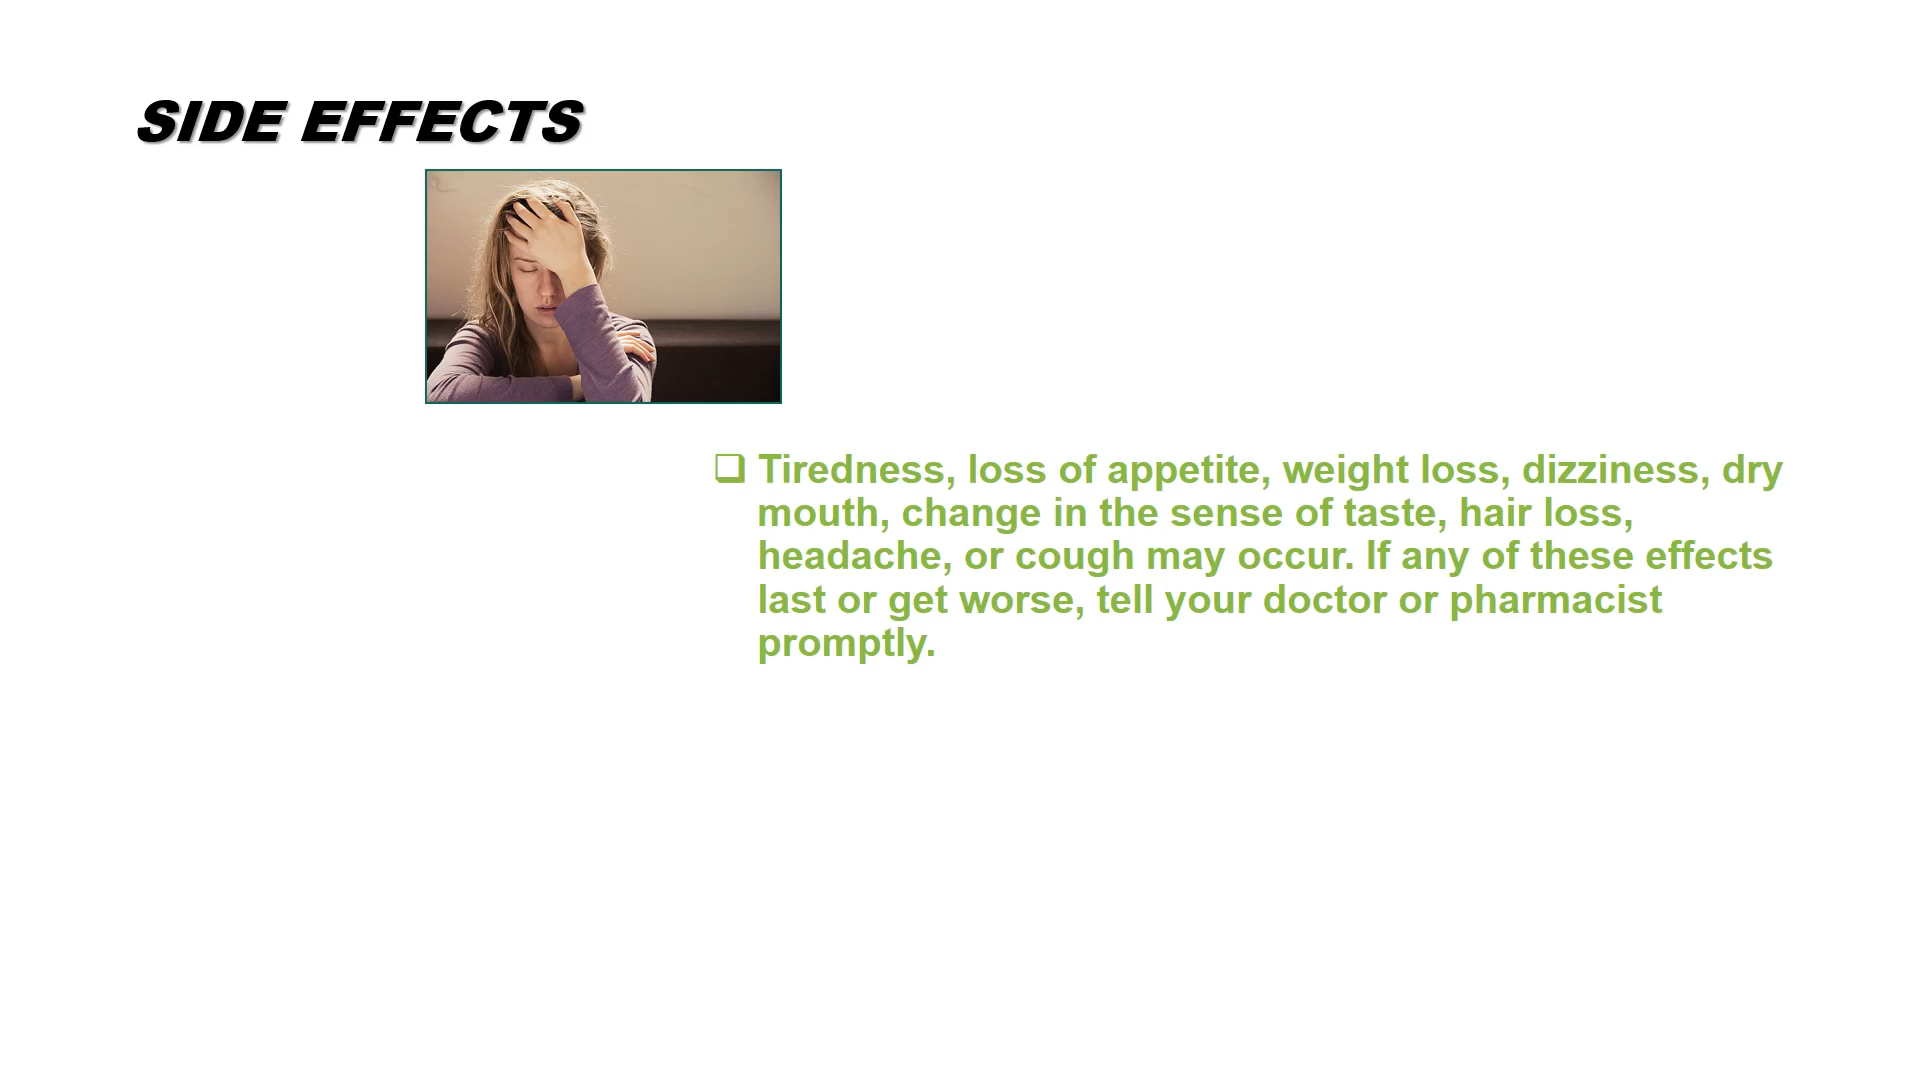 SIDE EFFECTS
❑ Tiredness, loss of appetite, weight loss, dizziness, dry
mouth, change in the sense of taste, hair loss,
headache, or cough may occur. If any of these effects
last or get worse, tell your doctor or pharmacist
promptly.